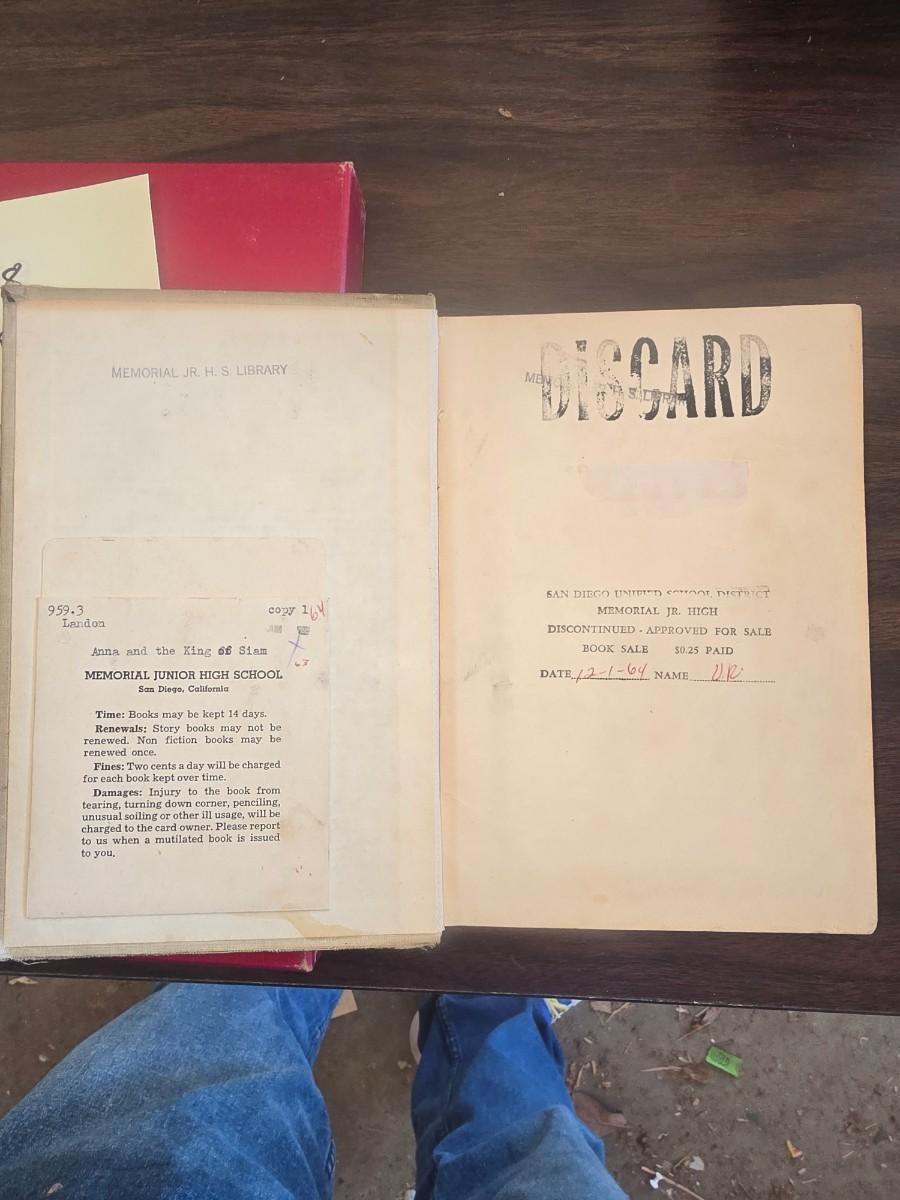 8
MEMORIAL JR. H. S. LIBRARY
959.3 copy 1 64
Landon
Anna and the King of Siam
63
MEMORIAL JUNIOR HIGH SCHOOL
San Diego, California
Time: Books may be kept 14 days.
Renewals: Story books may not be
renewed. Non fiction books may be
renewed once.
Fines: Two cents a day will be charged
for each book kept over time.
Damages: Injury to the book from
tearing, turning down corner, penciling,
unusual soiling or other ill usage, will be
charged to the card owner. Please report
to us when a mutilated book is issued
to you.
DISCARD
SAN DIEGO UNIFIED SCHOOL DISTRICT
MEMORIAL JR. HIGH
DISCONTINUED - APPROVED FOR SALE
BOOK SALE $0.25 PAID
DATE 12-1-64 NAME